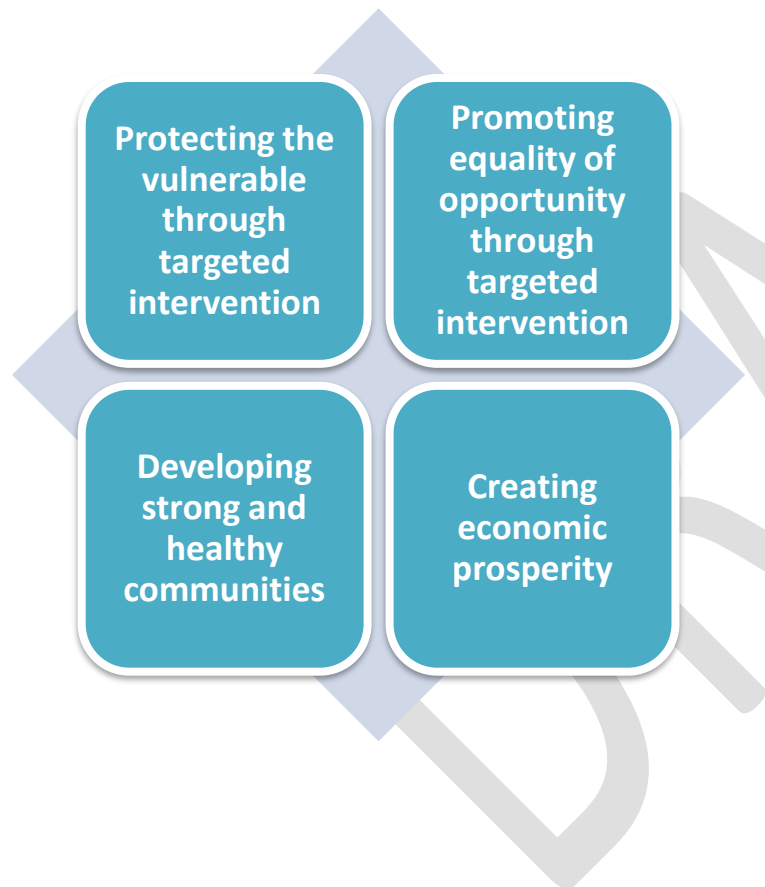 Protecting the
vulnerable
through
targeted
intervention
Promoting
equality of
opportunity
through
targeted
intervention
Developing
strong and
healthy
communities
Creating
economic
prosperity